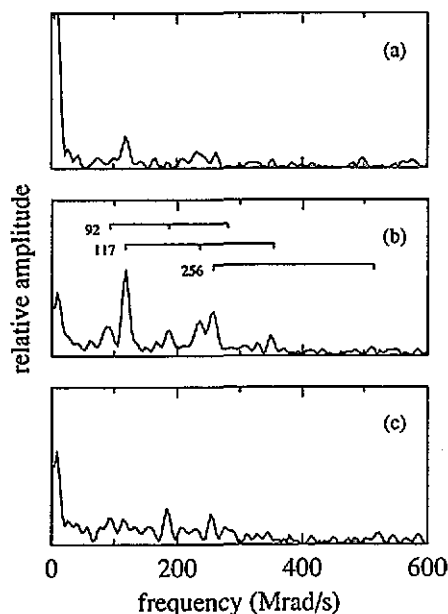 (a)
relative amplitude
(b)
92
117
256
(c)
0 200 400 600
frequency (Mrad/s)